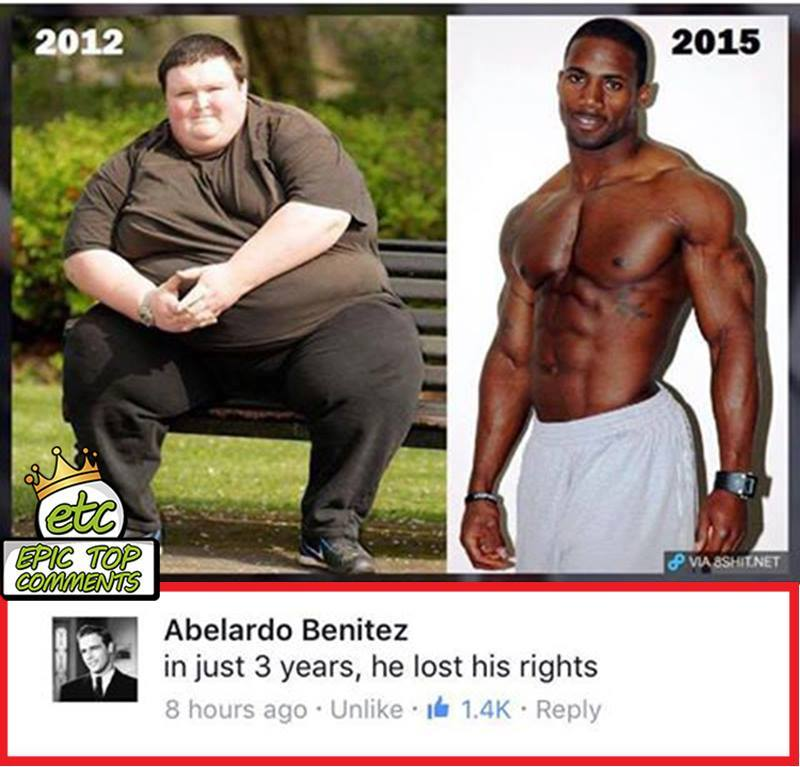 2012
2015
etc
EPIC TOP
COMMENTS
VIA 8SHIT.NET
Abelardo Benitez
in just 3 years, he lost his rights
8 hours ago · Unlike · 1.4K · Reply